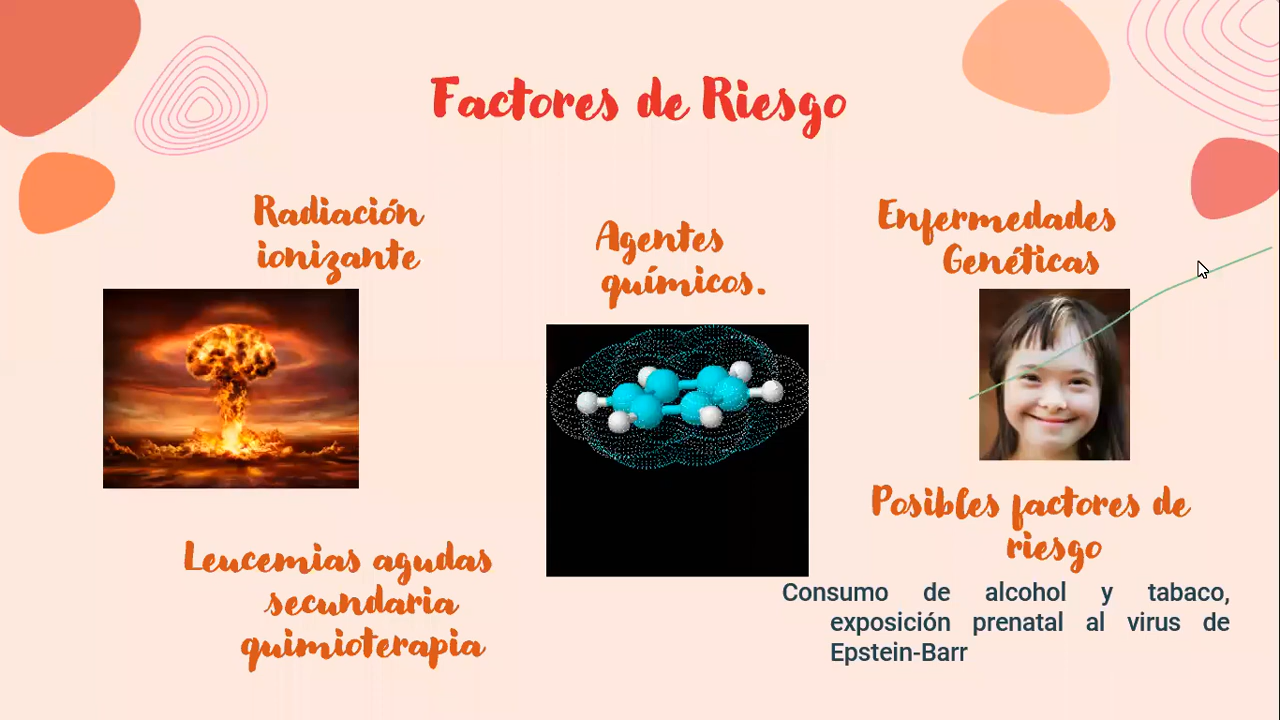 Factores de Riesgo
Radiación
ionizante
Agentes
químicos.
Enfermedades
Genéticas
Leucemias agudas
secundaria
quimioterapia
Posibles factores de
riesgo
Consumo de alcohol y tabaco,
exposición prenatal al virus de
Epstein-Barr